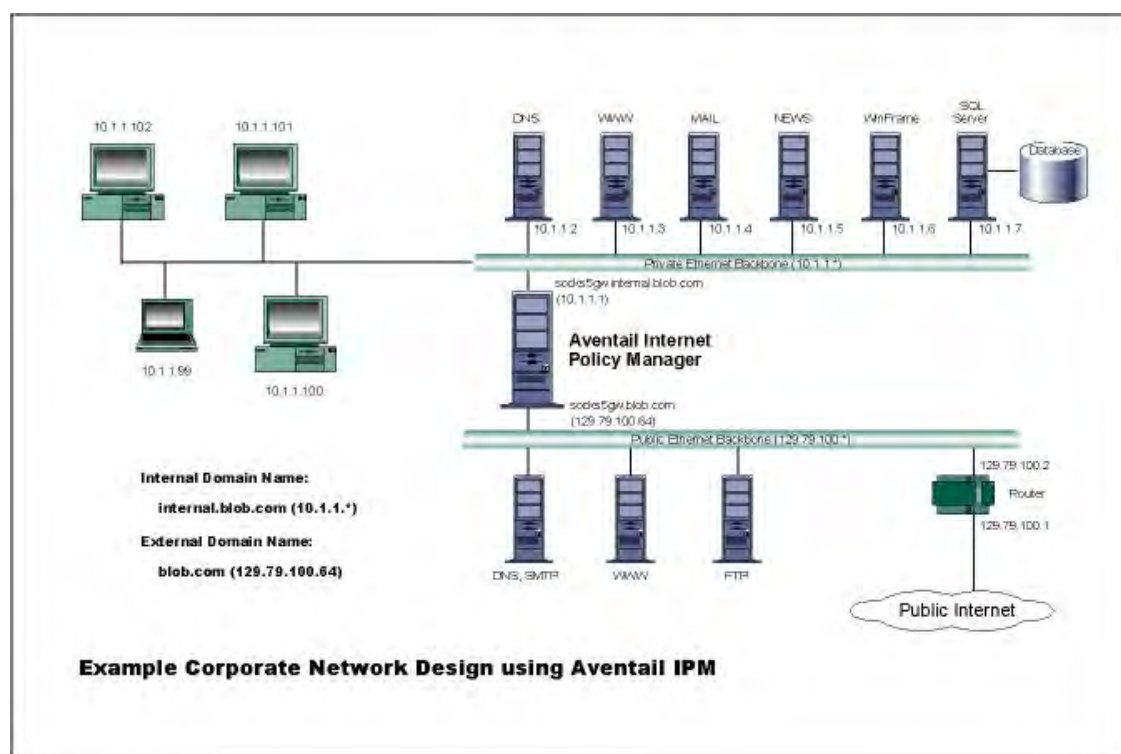 10.1.1.102
10.1.1.101
DNS
WWW
MAIL
NEWS
WinFrame
SQL
Server
Database
10.1.1.2
10.1.1.3
10.1.1.4
10.1.1.5
10.1.1.6
10.1.1.7
Private Ethernet Backbone (10.1.1.*)
10.1.1.99
10.1.1.100
socks5gw.internal.blob.com
(10.1.1.1)
Aventail Internet
Policy Manager
socks5gw.blob.com
(129.79.100.64)
Public Ethernet Backbone (129.79.100.*)
Internal Domain Name:
internal.blob.com (10.1.1.*)
External Domain Name:
blob.com (129.79.100.64)
DNS, SMTP
WWW
FTP
129.79.100.2
Router
129.79.100.1
Public Internet
Example Corporate Network Design using Aventail IPM